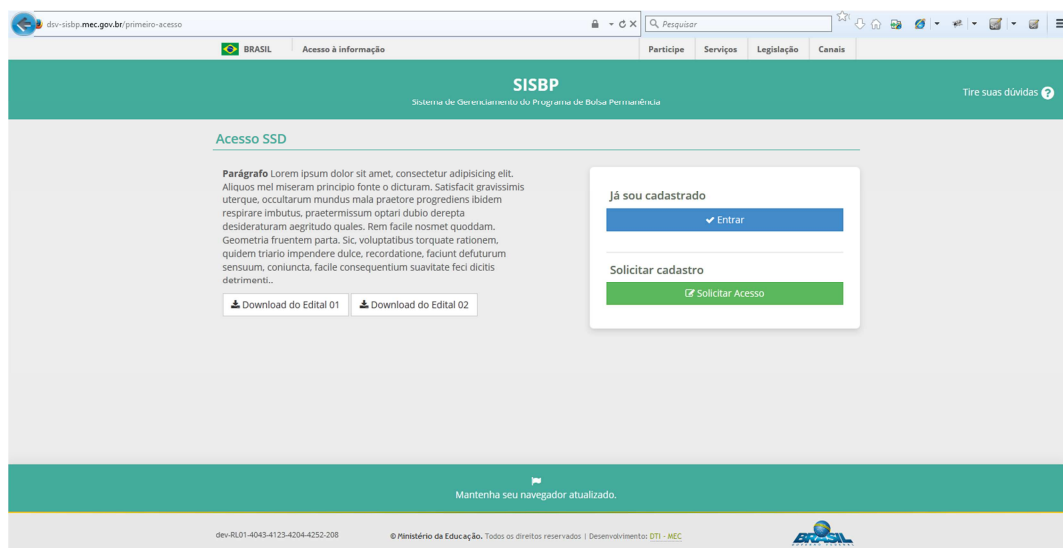 dsv-sisbp.mec.gov.br/primeiro-acesso
Pesquisar
BRASIL Acesso à informação Participe Serviços Legislação Canais
SISBP
Sistema de Gerenciamento do Programa de Bolsa Permanência
Tire suas dúvidas ?
Acesso SSD
Parágrafo Lorem ipsum dolor sit amet, consectetur adipisicing elit.
Aliquos mel miseram principio fonte o dicturam. Satisfacit gravissimis
uterque, occultarum mundus mala praetore progrediens ibidem
respirare imbutus, praetermissum optari dubio derepta
desideraturam aegritudo quales. Rem facile nosmet quoddam.
Geometria fruentem parta. Sic, voluptatibus torquate rationem,
quidem triario impendere dulce, recordatione, faciunt defuturum
sensuum, coniuncta, facile consequentium suavitate feci dicitis
detrimenti..
Download do Edital 01 Download do Edital 02
Já sou cadastrado
Entrar
Solicitar cadastro
Solicitar Acesso
Mantenha seu navegador atualizado.
dev-RL01-4043-4123-4204-4252-208 © Ministério da Educação. Todos os direitos reservados | Desenvolvimento: DTI - MEC
BRASIL
GOVERNO FEDERAL